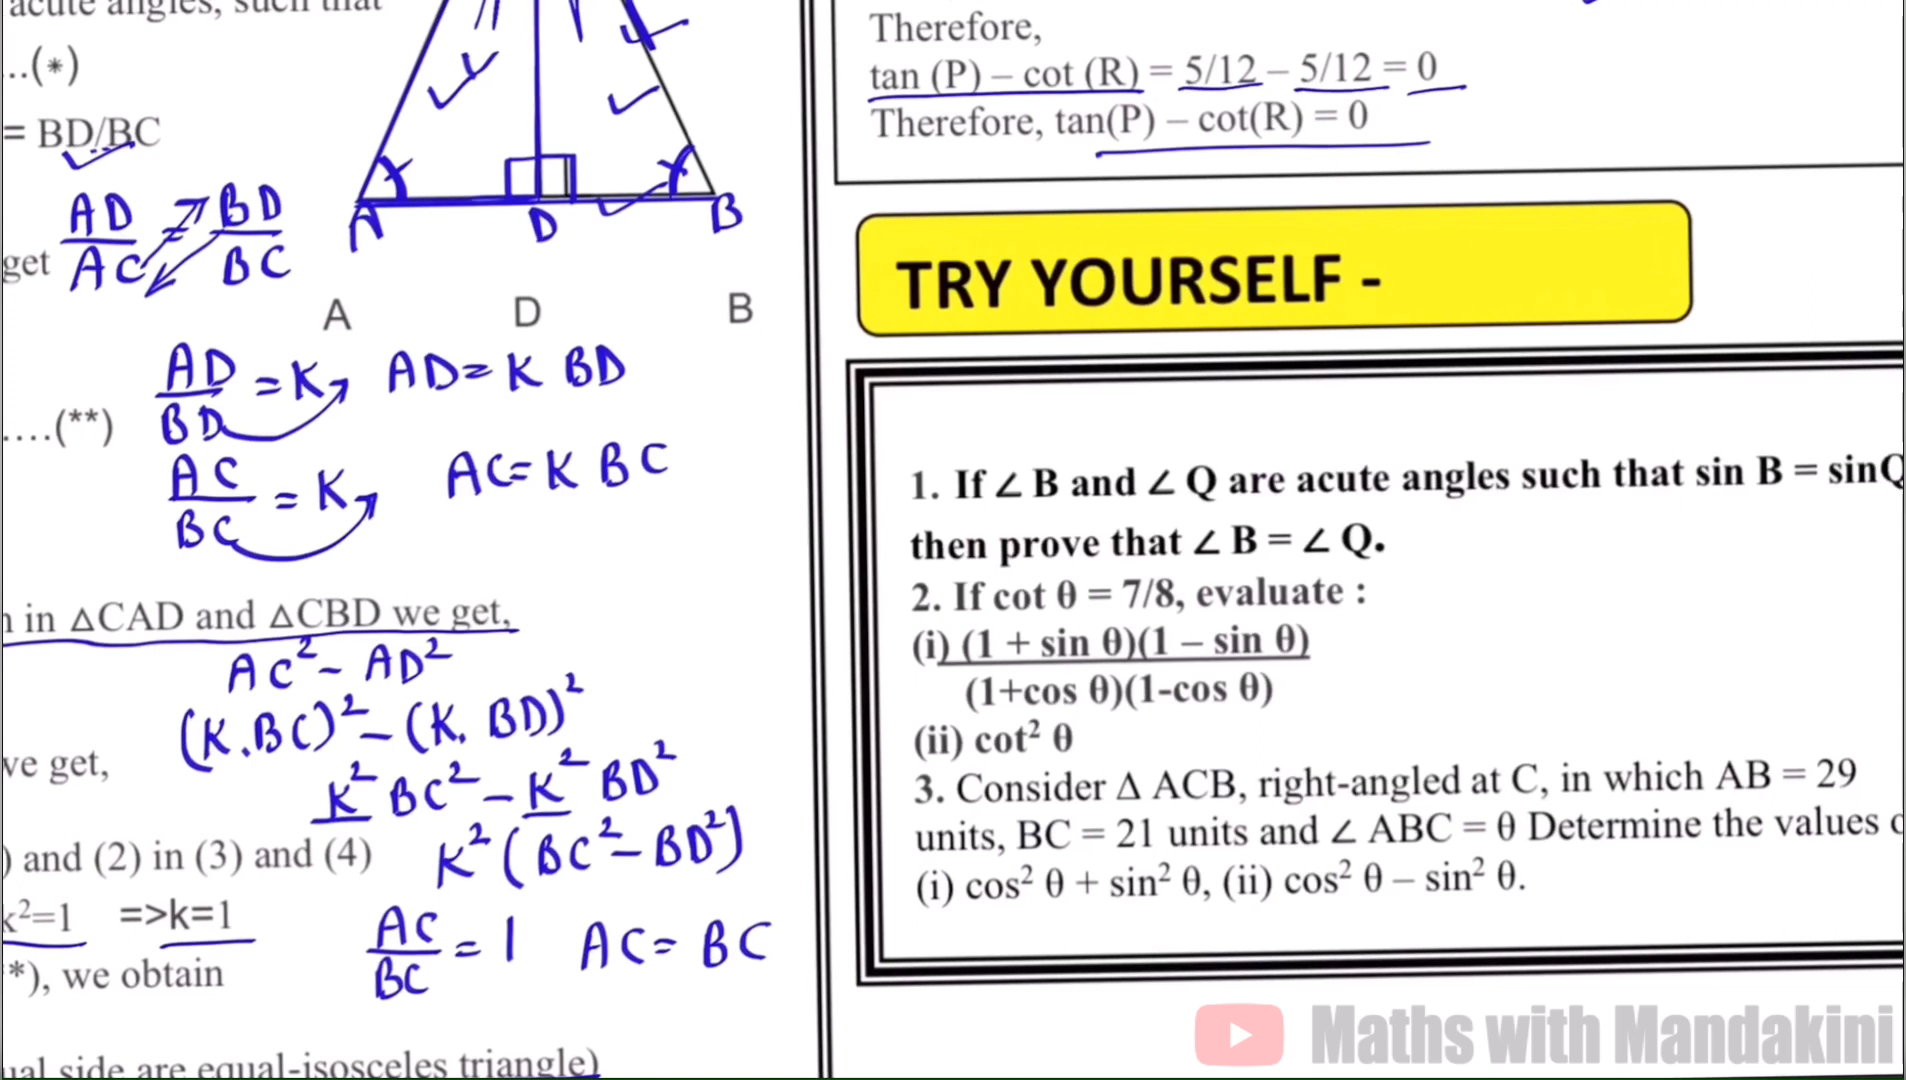 acute angles, such that
...(*)
= BD/BC
AD = BD
get AC BC
A D B
A D B
AD = K, AD = K BD
BD
....(**)
AC = K, AC = K BC
BC
in △CAD and △CBD we get,
AC² - AD²
(K.BC)² - (K. BD)²
we get,
K² BC² - K² BD²
) and (2) in (3) and (4)
K² (BC² - BD²)
k²=1 =>k=1
AC = 1 AC = BC
BC
*), we obtain
ual side are equal-isosceles triangle)
Therefore,
tan (P) – cot (R) = 5/12 – 5/12 = 0
Therefore, tan(P) – cot(R) = 0
TRY YOURSELF -
1. If ∠ B and ∠ Q are acute angles such that sin B = sinQ
then prove that ∠ B = ∠ Q.
2. If cot θ = 7/8, evaluate :
(i) (1 + sin θ)(1 – sin θ)
(1+cos θ)(1-cos θ)
(ii) cot² θ
3. Consider Δ ACB, right-angled at C, in which AB = 29
units, BC = 21 units and ∠ ABC = θ Determine the values
(i) cos² θ + sin² θ, (ii) cos² θ – sin² θ.
Maths with Mandakini